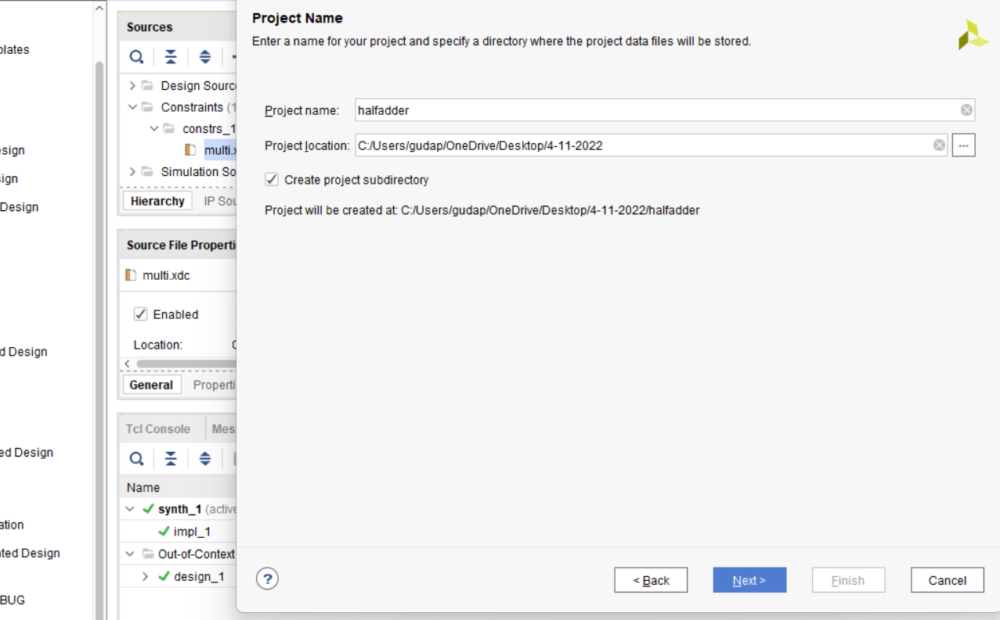 plates
esign
sign
Design
d Design
ed Design
ation
nted Design
BUG
Sources
Design Sourc
Constraints (1
constrs_1
multi.x
Simulation So
Hierarchy IP Sou
Source File Properti
multi.xdc
Enabled
Location:
General Properti
Tcl Console Mes
Name
synth_1 (active
impl_1
Out-of-Context
design_1
Project Name
Enter a name for your project and specify a directory where the project data files will be stored.
Project name: halfadder
Project location: C:/Users/gudap/OneDrive/Desktop/4-11-2022 ...
Create project subdirectory
Project will be created at: C:/Users/gudap/OneDrive/Desktop/4-11-2022/halfadder
? < Back Next > Finish Cancel